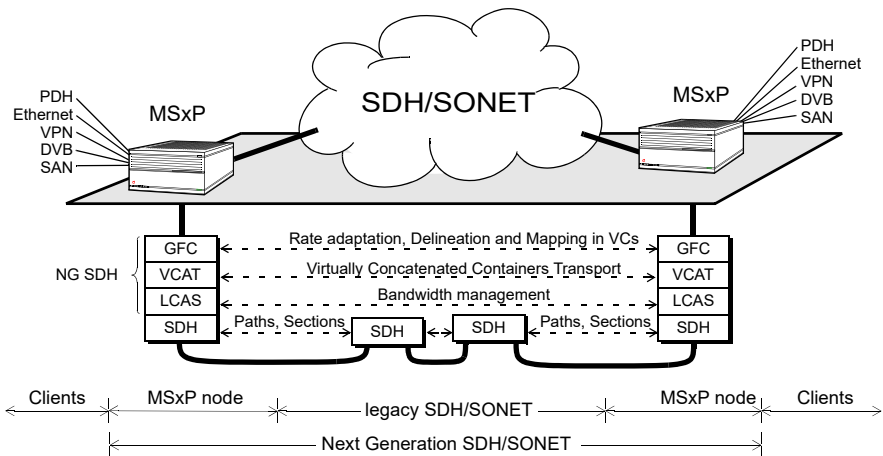 SDH/SONET
MSxP
PDH
Ethernet
VPN
DVB
SAN
MSxP
PDH
Ethernet
VPN
DVB
SAN
NG SDH
GFC
Rate adaptation, Delineation and Mapping in VCs
GFC
VCAT
Virtually Concatenated Containers Transport
VCAT
LCAS
Bandwidth management
LCAS
SDH
Paths, Sections
SDH
SDH
Paths, Sections
SDH
Clients
MSxP node
legacy SDH/SONET
MSxP node
Clients
Next Generation SDH/SONET